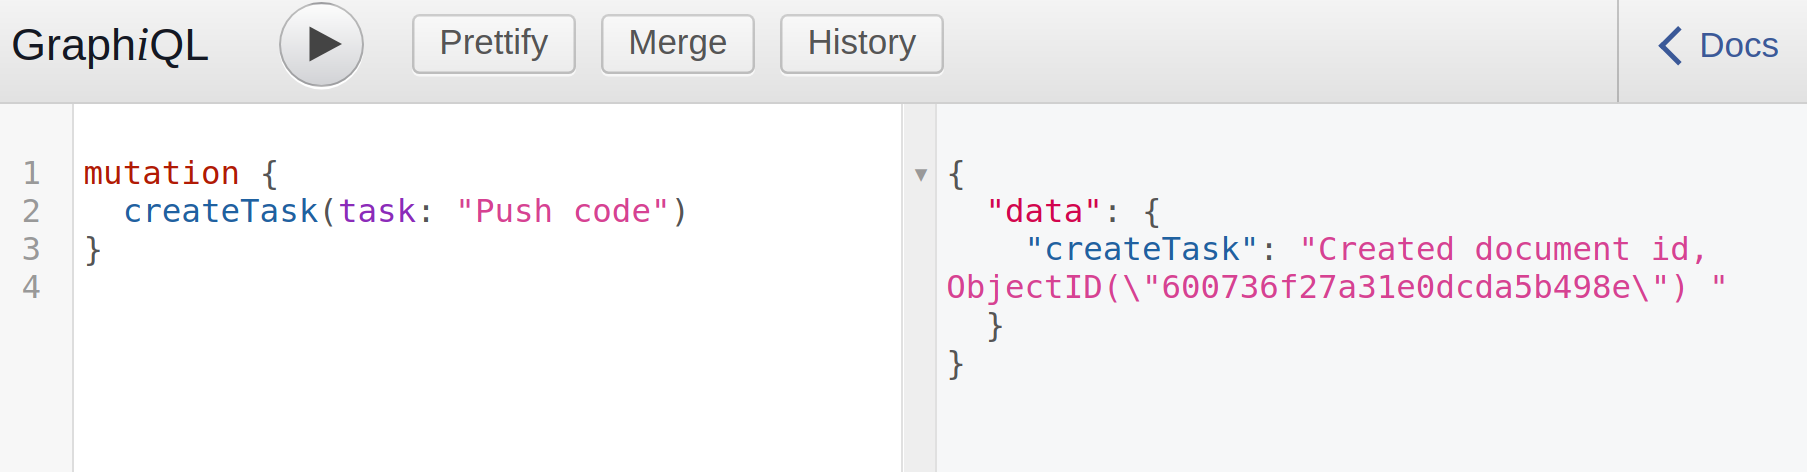 GraphiQL Prettify Merge History Docs
1 mutation {
2   createTask(task: "Push code")
3 }
4
{
  "data": {
    "createTask": "Created document id,
ObjectID(\"600736f27a31e0dcda5b498e\") "
  }
}